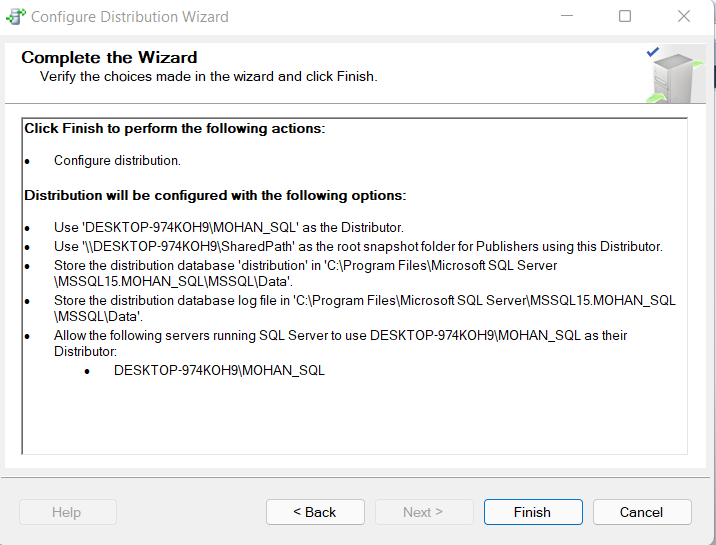 Configure Distribution Wizard
Complete the Wizard
Verify the choices made in the wizard and click Finish.
Click Finish to perform the following actions:
• Configure distribution.
Distribution will be configured with the following options:
• Use 'DESKTOP-974KOH9\MOHAN_SQL' as the Distributor.
• Use '\\DESKTOP-974KOH9\SharedPath' as the root snapshot folder for Publishers using this Distributor.
• Store the distribution database 'distribution' in 'C:\Program Files\Microsoft SQL Server
\MSSQL15.MOHAN_SQL\MSSQL\Data'.
• Store the distribution database log file in 'C:\Program Files\Microsoft SQL Server\MSSQL15.MOHAN_SQL
\MSSQL\Data'.
• Allow the following servers running SQL Server to use DESKTOP-974KOH9\MOHAN_SQL as their
Distributor:
• DESKTOP-974KOH9\MOHAN_SQL
Help
< Back
Next >
Finish
Cancel